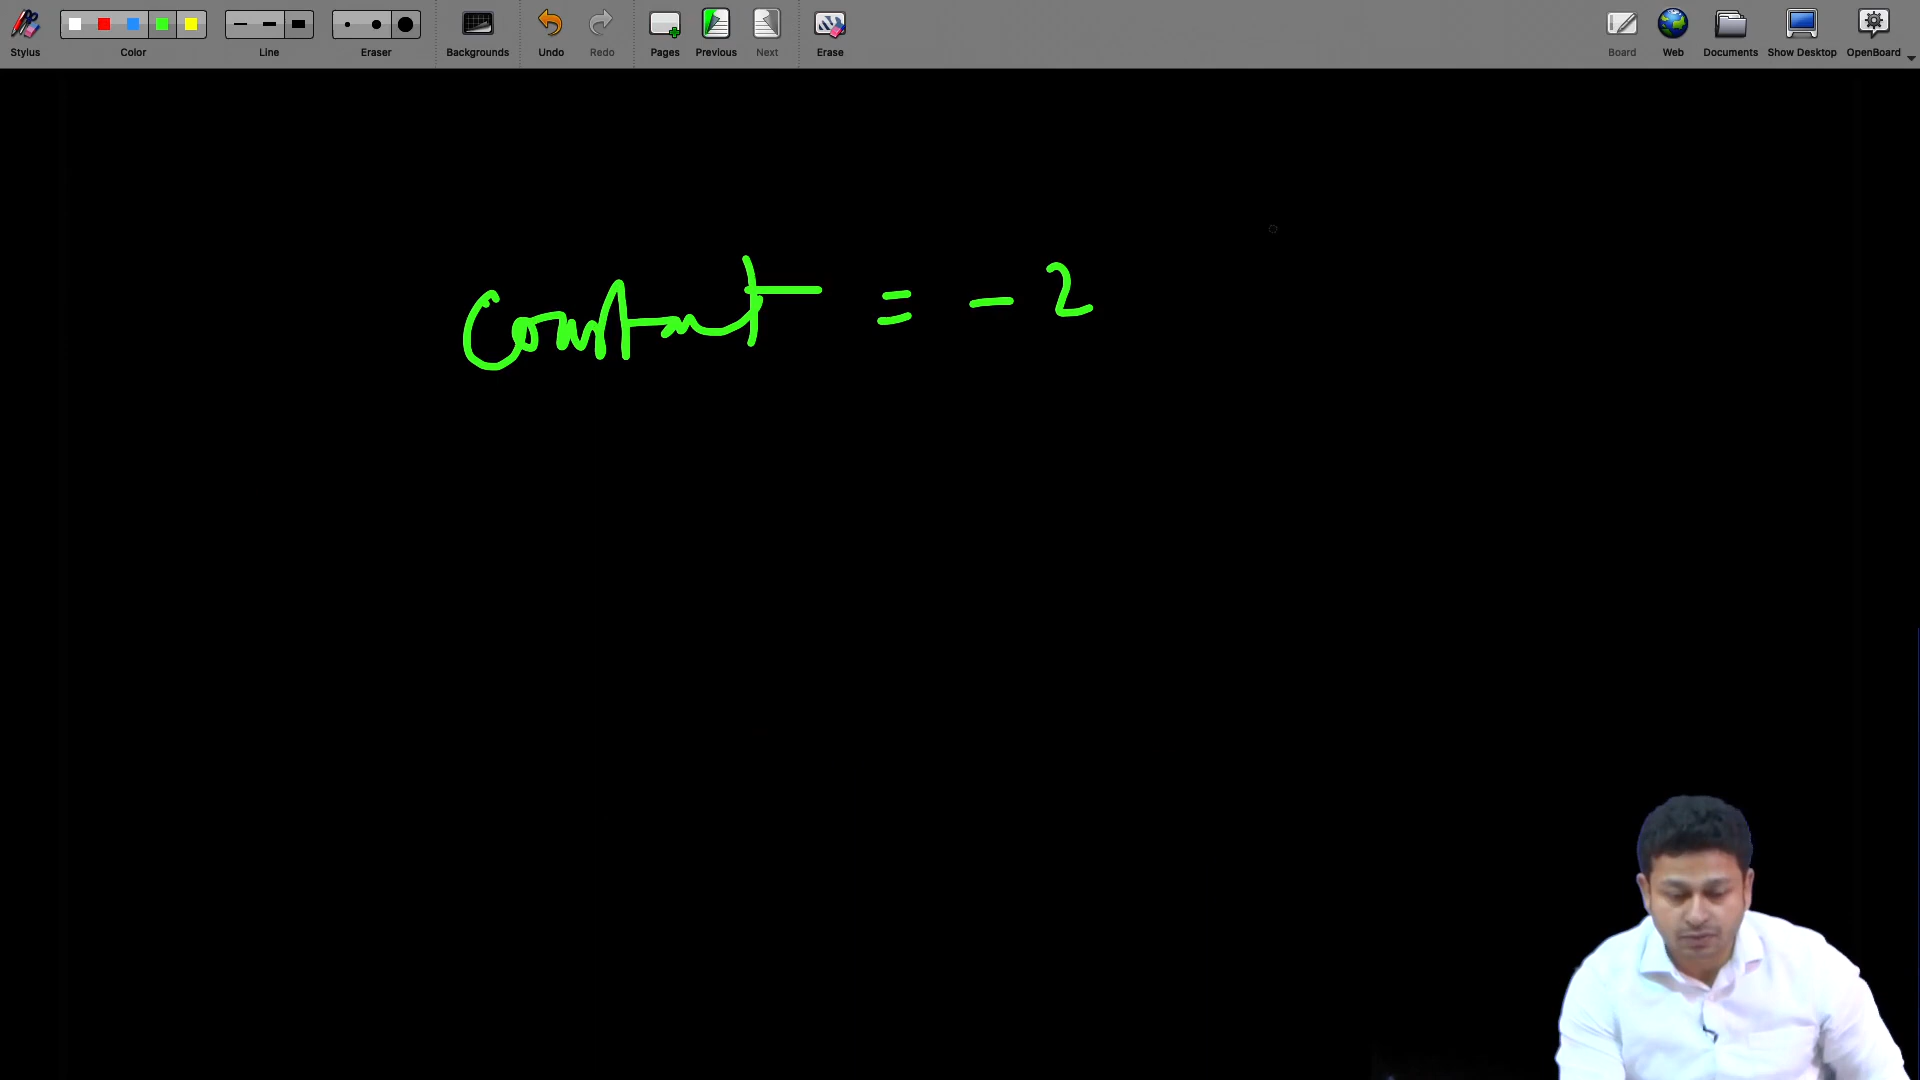 Stylus Color Line Eraser Backgrounds Undo Redo Pages Previous Next Erase Board Web Documents Show Desktop OpenBoard
Constant = - 2